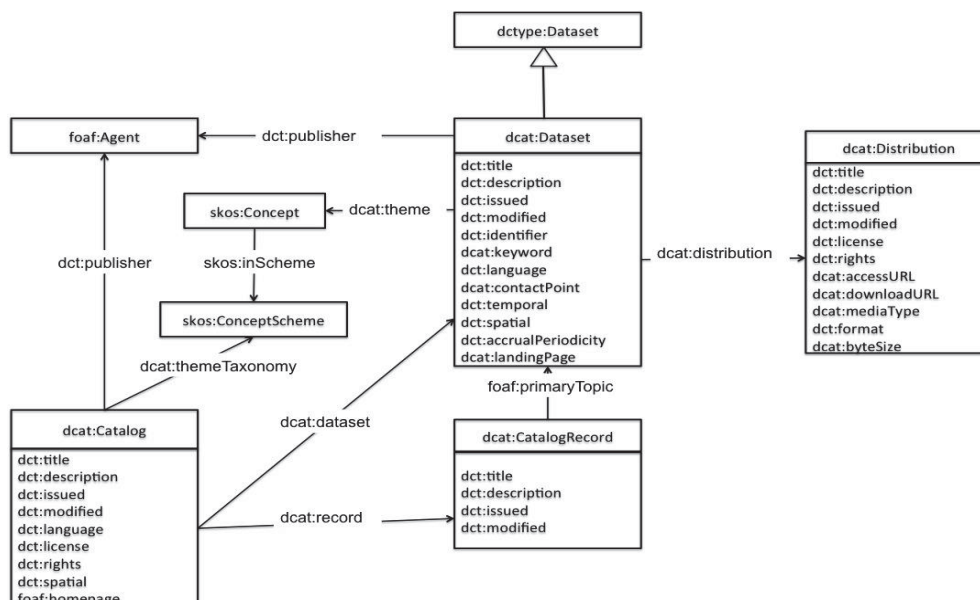 dctype:Dataset
foaf:Agent
dct:publisher
dcat:Dataset
dct:title
dct:description
dct:issued
dct:modified
dct:identifier
dcat:keyword
dct:language
dcat:contactPoint
dct:temporal
dct:spatial
dct:accrualPeriodicity
dcat:landingPage
dcat:Distribution
dct:title
dct:description
dct:issued
dct:modified
dct:license
dct:rights
dcat:accessURL
dcat:downloadURL
dcat:mediaType
dct:format
dcat:byteSize
skos:Concept
dcat:theme
dcat:distribution
dct:publisher
skos:inScheme
skos:ConceptScheme
dcat:themeTaxonomy
foaf:primaryTopic
dcat:dataset
dcat:Catalog
dct:title
dct:description
dct:issued
dct:modified
dct:language
dct:license
dct:rights
dct:spatial
foaf:homepage
dcat:record
dcat:CatalogRecord
dct:title
dct:description
dct:issued
dct:modified